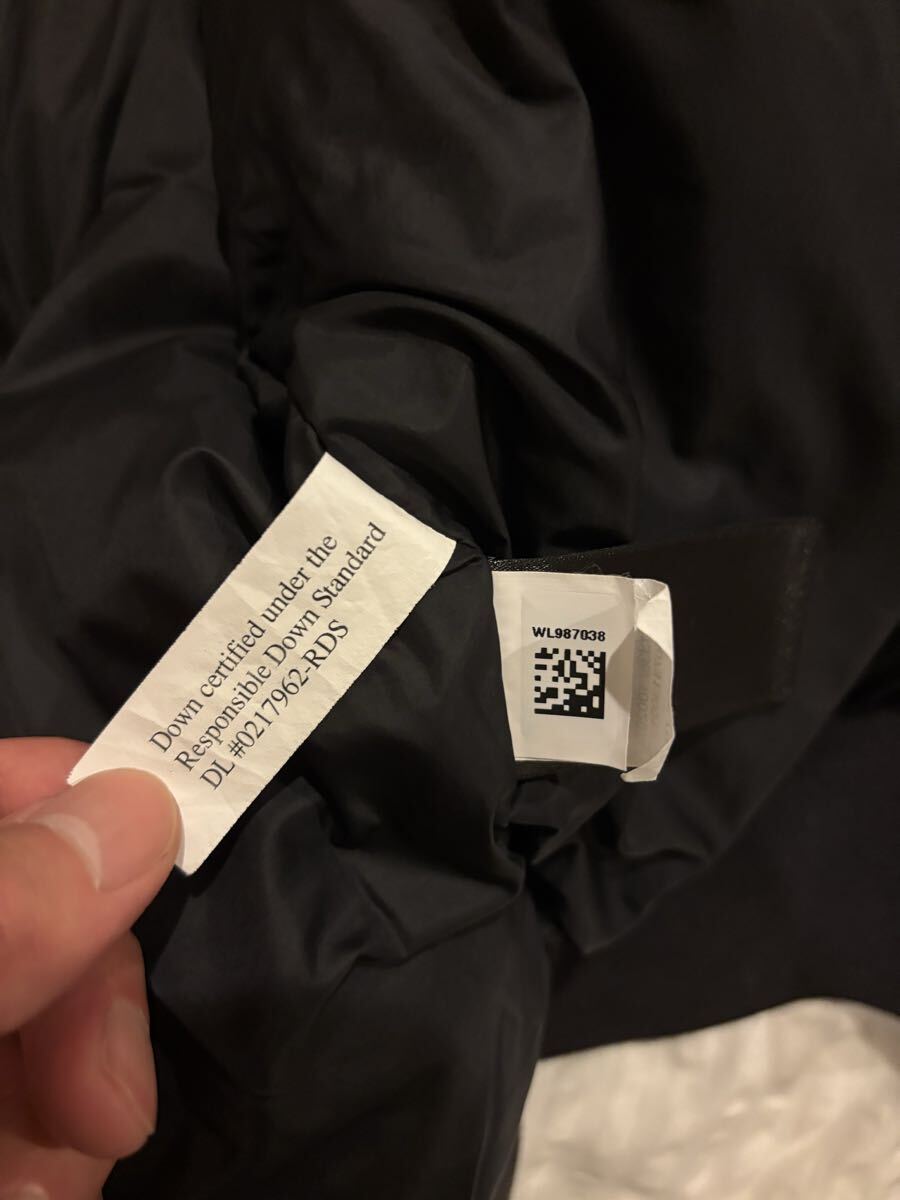 Down certified under the
Responsible Down Standard
DL #0217962-RDS
WL987038